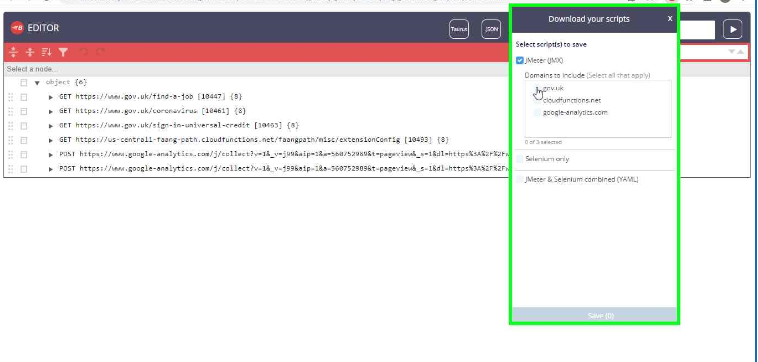 EDITOR
Taurus
JSON
Select a node...
object {6}
GET https://www.gov.uk/find-a-job [10447] {8}
GET https://www.gov.uk/coronavirus [10461] {8}
GET https://www.gov.uk/sign-in-universal-credit [10463] {8}
GET https://us-central1-faang-path.cloudfunctions.net/faangpath/misc/extensionConfig [10493] {8}
POST https://www.google-analytics.com/j/collect?v=1&_v=j99&aip=1&a=560752989&t=pageview&_s=1&dl=https%3A%2F%2Fw
POST https://www.google-analytics.com/j/collect?v=1&_v=j99&aip=1&a=560752989&t=pageview&_s=1&dl=https%3A%2F%2Fw
Download your scripts
x
Select script(s) to save
JMeter (JMX)
Domains to include (Select all that apply)
gov.uk
cloudfunctions.net
google-analytics.com
0 of 3 selected
Selenium only
JMeter & Selenium combined (YAML)
Save (0)